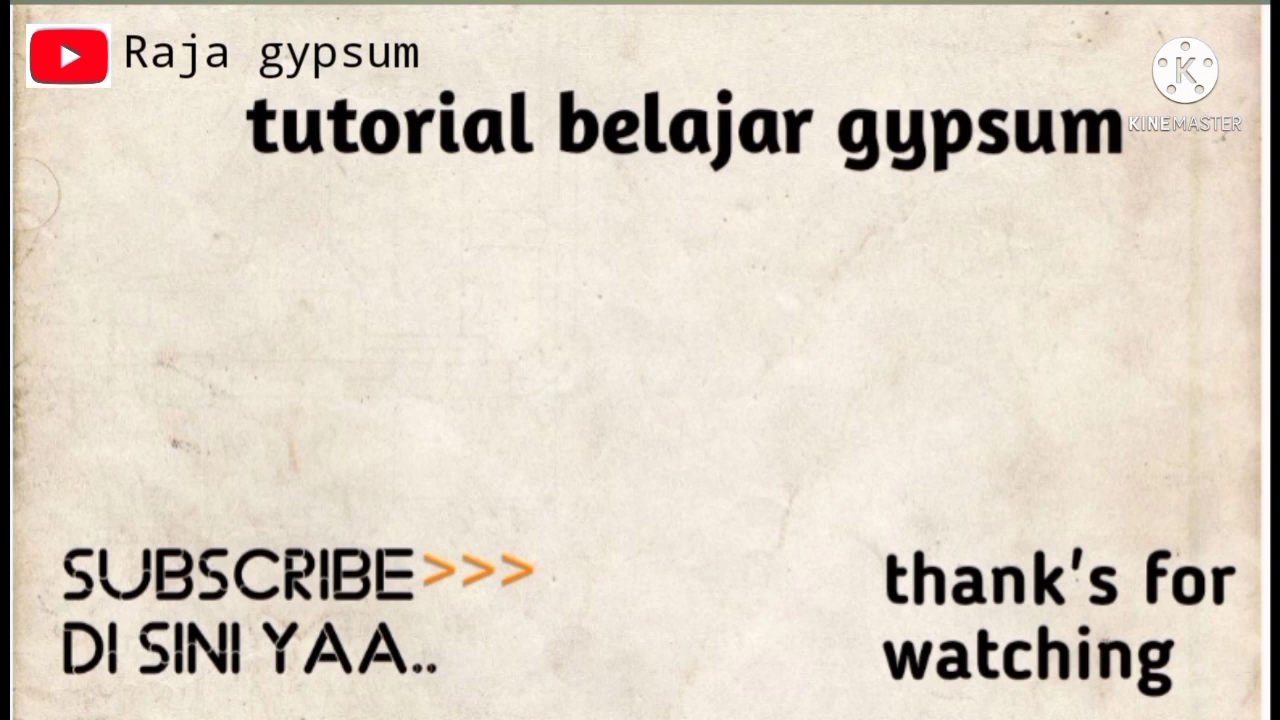 Raja gypsum
tutorial belajar gypsum
KINEMASTER
SUBSCRIBE>>>
DI SINI YAA..
thank's for
watching